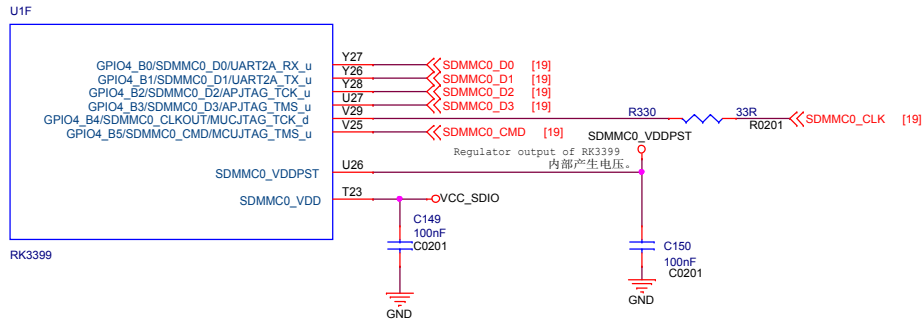 U1F
GPIO4_B0/SDMMC0_D0/UART2A_RX_u Y27 SDMMC0_D0 [19]
GPIO4_B1/SDMMC0_D1/UART2A_TX_u Y26 SDMMC0_D1 [19]
GPIO4_B2/SDMMC0_D2/APJTAG_TCK_u Y28 SDMMC0_D2 [19]
GPIO4_B3/SDMMC0_D3/APJTAG_TMS_u U27 SDMMC0_D3 [19]
GPIO4_B4/SDMMC0_CLKOUT/MUCJTAG_TCK_d V29 R330 33R R0201 SDMMC0_CLK [19]
GPIO4_B5/SDMMC0_CMD/MCUJTAG_TMS_u V25 SDMMC0_CMD [19]
SDMMC0_VDDPST
Regulator output of RK3399
内部产生电压。
SDMMC0_VDDPST U26
SDMMC0_VDD T23 VCC_SDIO
C149
100nF
C0201
GND
C150
100nF
C0201
GND
RK3399